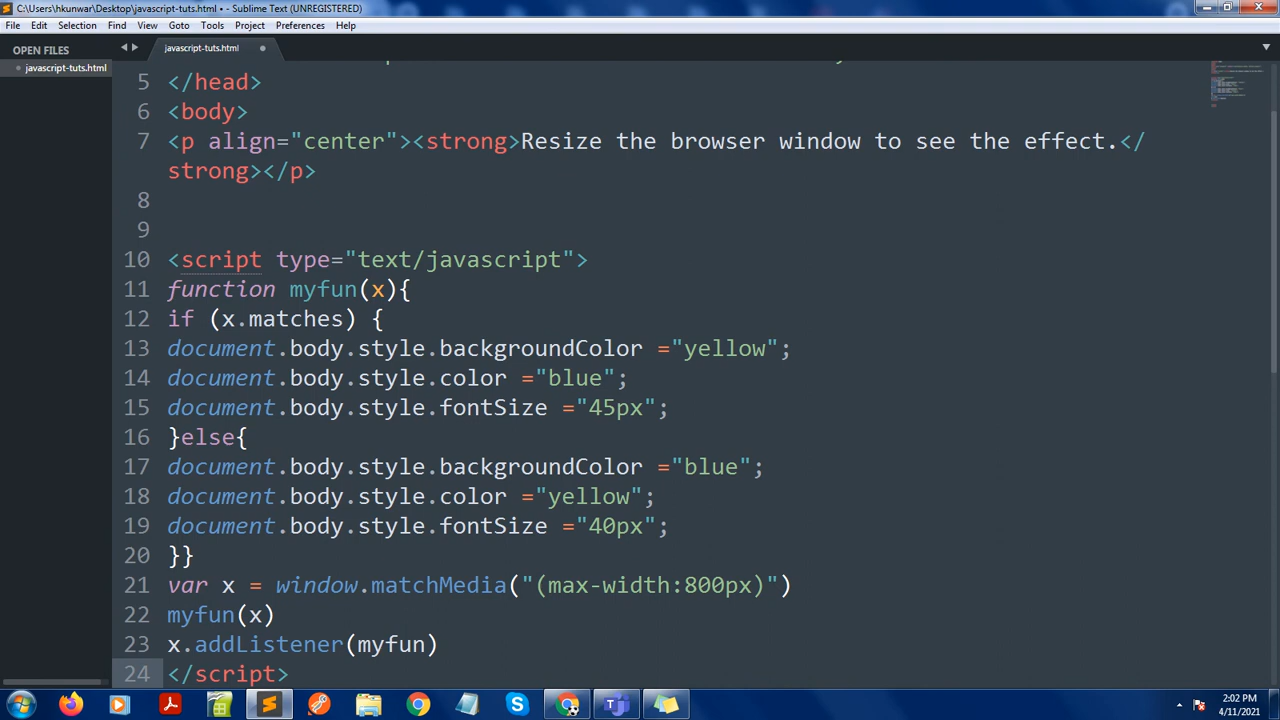 C:\Users\hkunwar\Desktop\javascript-tuts.html • - Sublime Text (UNREGISTERED)
File Edit Selection Find View Goto Tools Project Preferences Help
OPEN FILES
javascript-tuts.html
javascript-tuts.html
5 </head>
6 <body>
7 <p align="center"><strong>Resize the browser window to see the effect.</
strong></p>
8
9
10 <script type="text/javascript">
11 function myfun(x){
12 if (x.matches) {
13 document.body.style.backgroundColor ="yellow";
14 document.body.style.color ="blue";
15 document.body.style.fontSize ="45px";
16 }else{
17 document.body.style.backgroundColor ="blue";
18 document.body.style.color ="yellow";
19 document.body.style.fontSize ="40px";
20 }}
21 var x = window.matchMedia("(max-width:800px)")
22 myfun(x)
23 x.addListener(myfun)
24 </script>
2:02 PM
4/11/2021